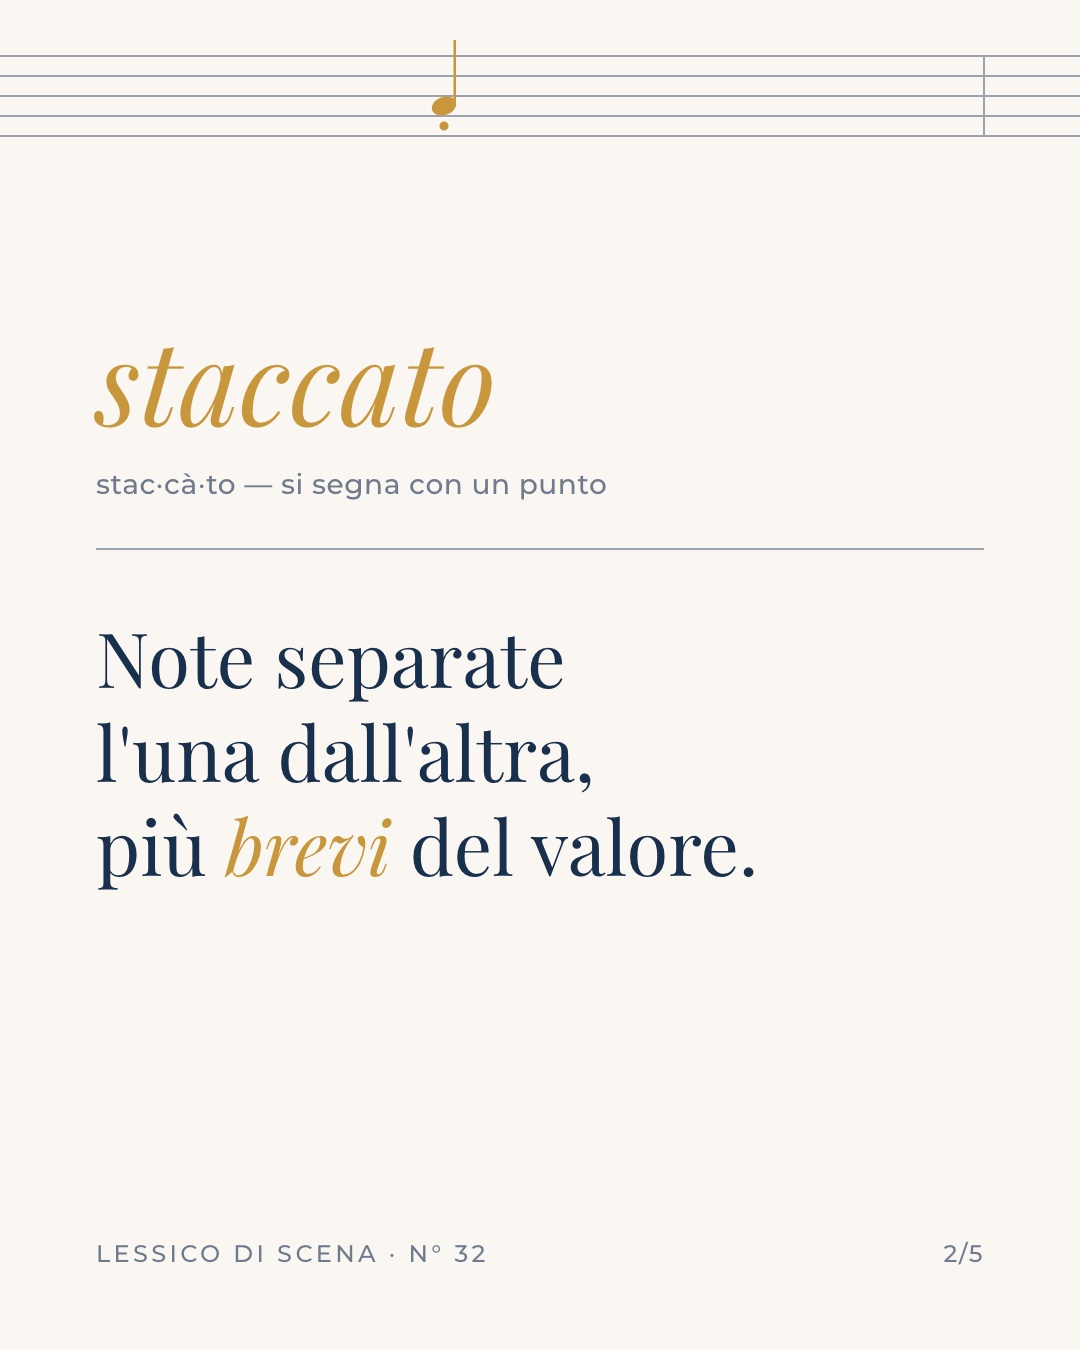 staccato
stac·cà·to — si segna con un punto
Note separate
l'una dall'altra,
più brevi del valore.
LESSICO DI SCENA · N° 32
2/5